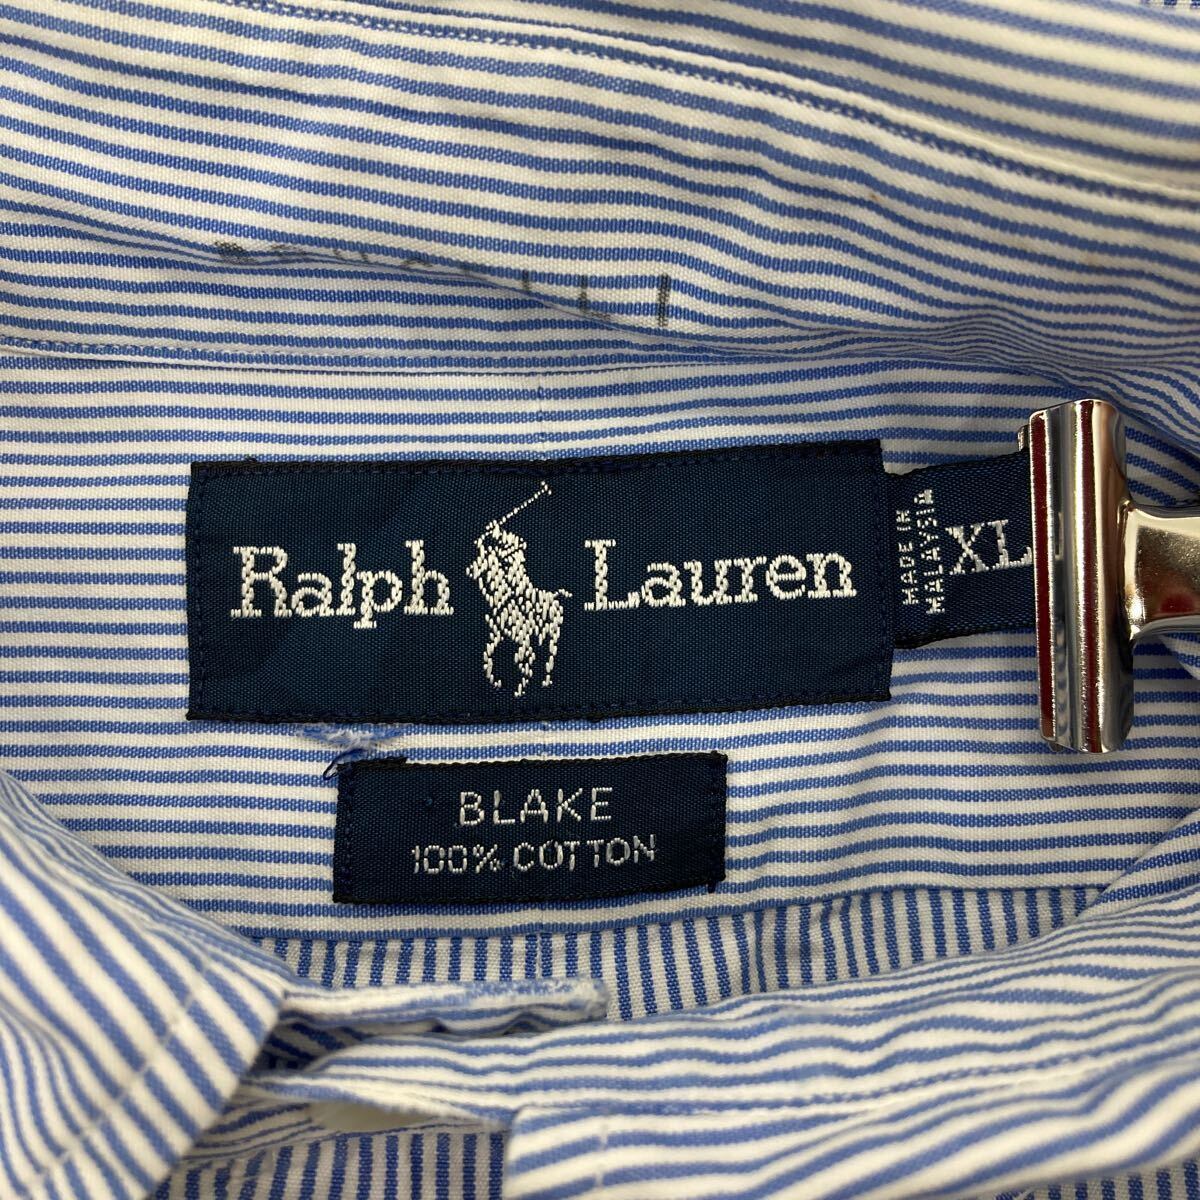 Ralph Lauren
MADE IN
MALAYSIA
XL
BLAKE
100% COTTON